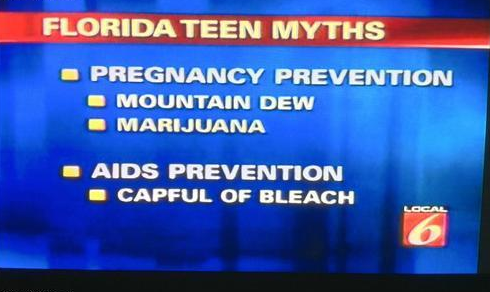 FLORIDA TEEN MYTHS
PREGNANCY PREVENTION
MOUNTAIN DEW
MARIJUANA
AIDS PREVENTION
CAPFUL OF BLEACH
LOCAL
6